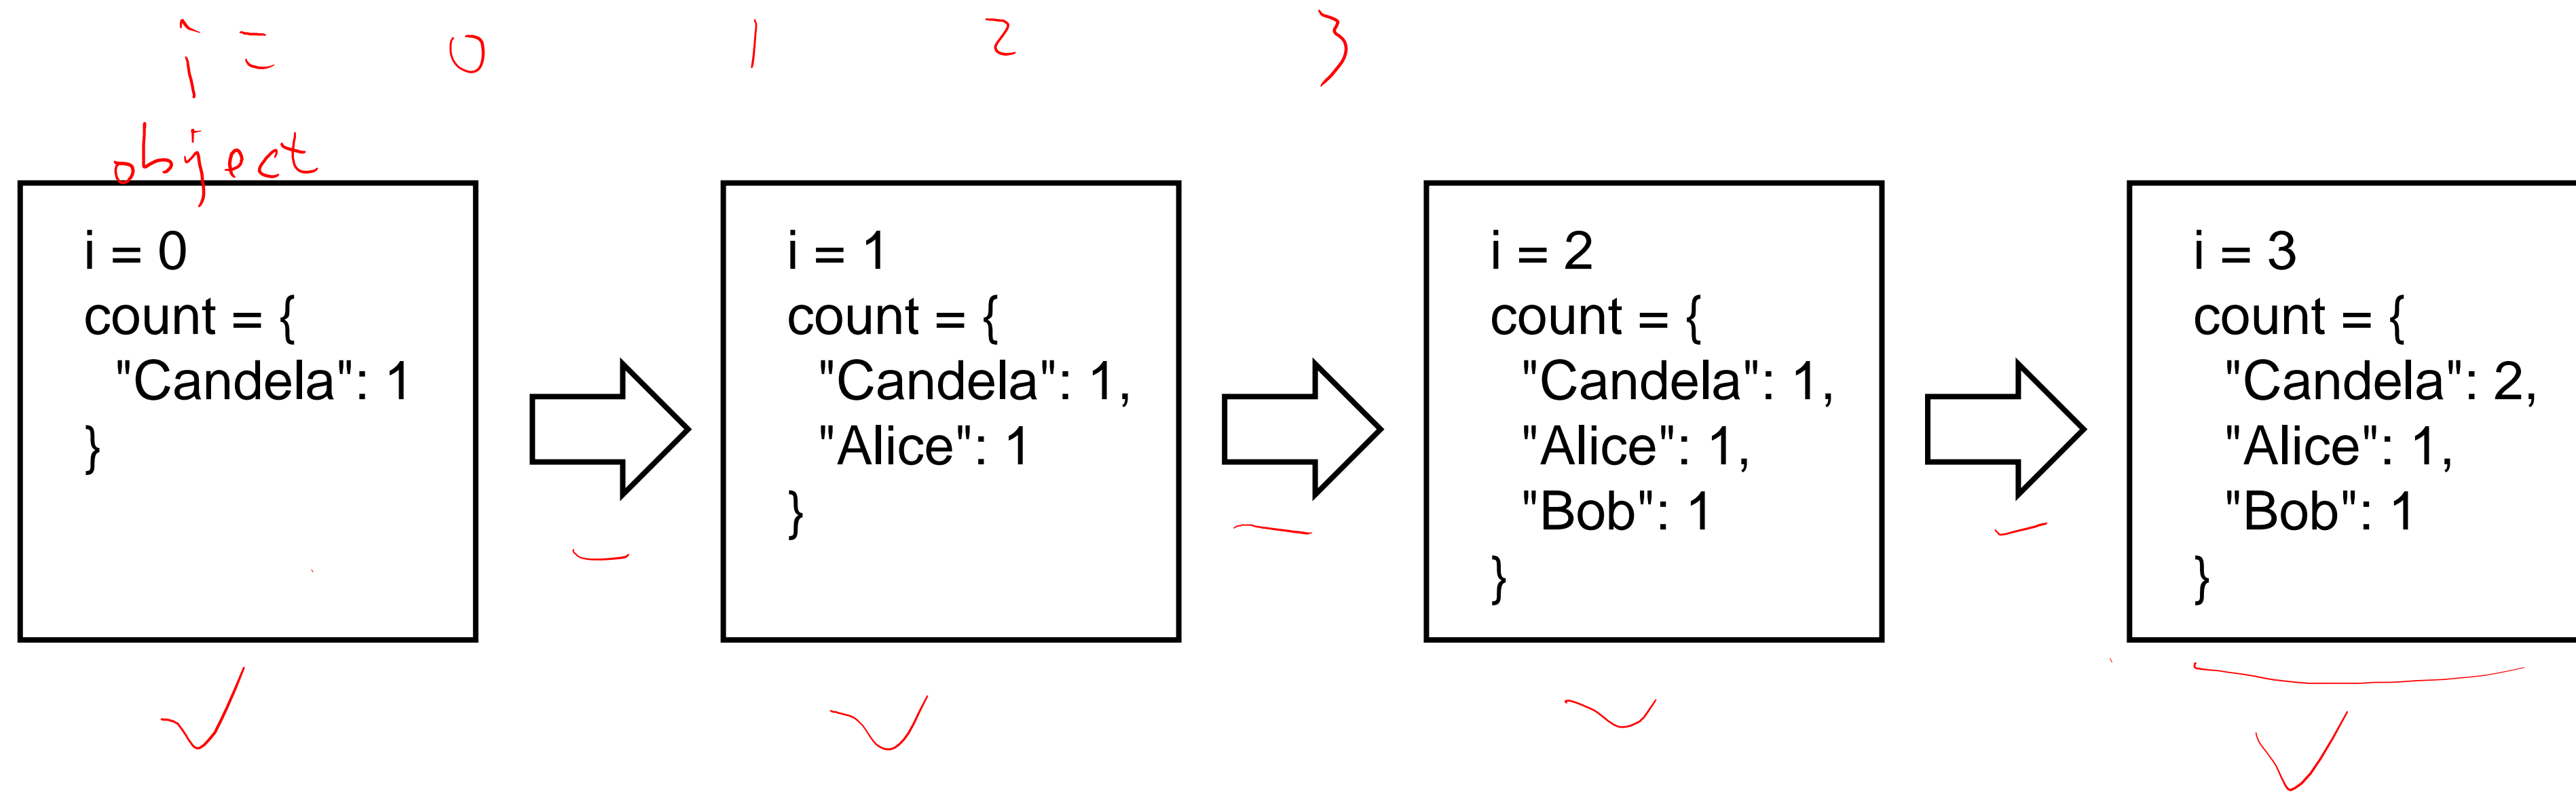 i = 0 1 2 3
object
i = 0
count = {
"Candela": 1
}
i = 1
count = {
"Candela": 1,
"Alice": 1
}
i = 2
count = {
"Candela": 1,
"Alice": 1,
"Bob": 1
}
i = 3
count = {
"Candela": 2,
"Alice": 1,
"Bob": 1
}